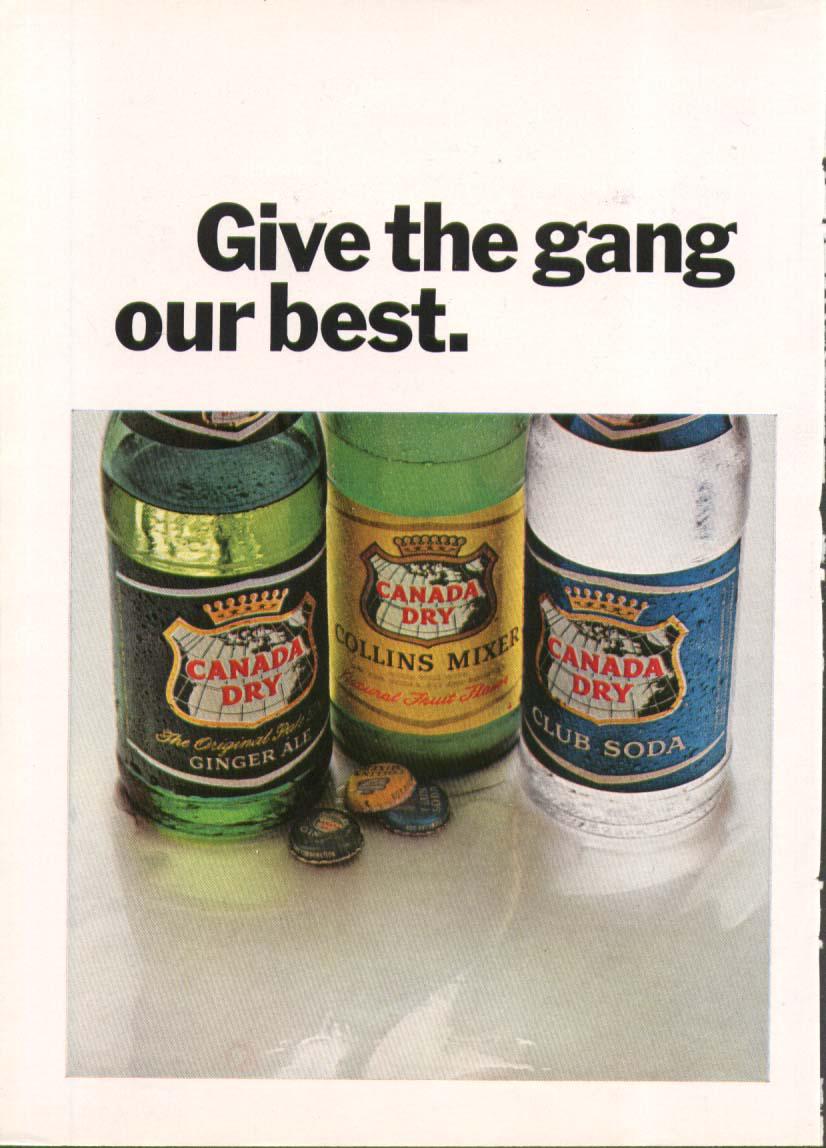 Give the gang
our best.
CANADA
DRY
The Original Pale
GINGER ALE
CANADA
DRY
COLLINS MIXER
Natural Fruit Flavor
CANADA
DRY
CLUB SODA